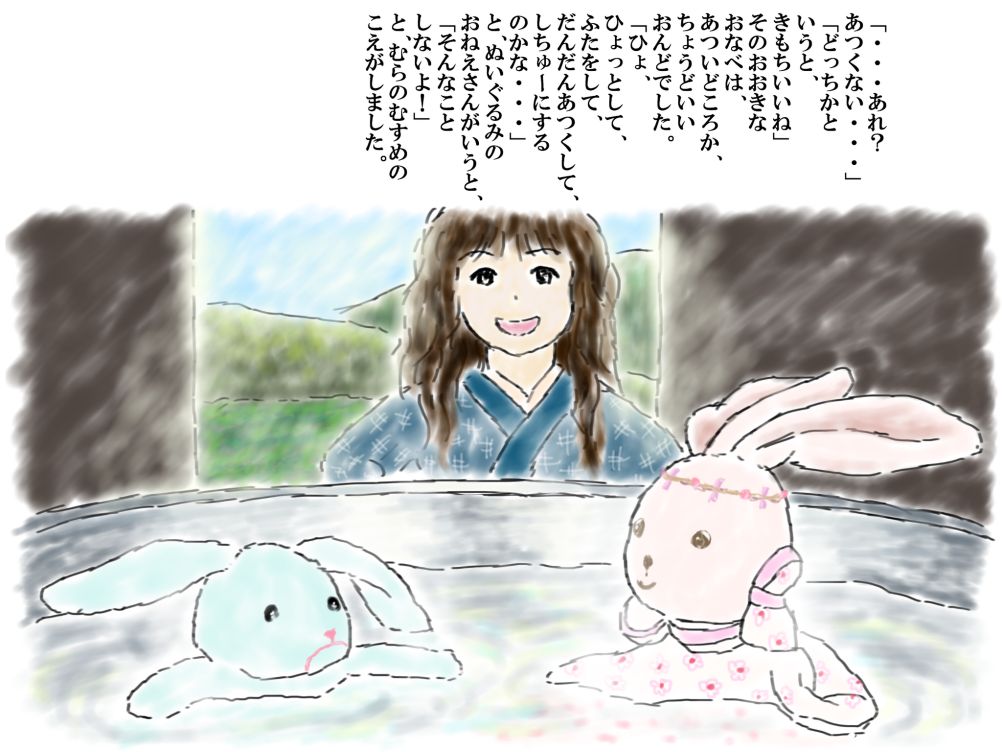 「・・・あれ?
あつくない・・・」
「どっちかと
いうと、
きもちいいね」
そのおおきな
おなべは、
あついどころか、
ちょうどいい
おんどでした。
「ひょ、
ひょっとして、
ふたをして、
だんだんあつくして、
しちゅーにする
のかな・・・」
と、ぬいぐるみの
おねえさんがいうと、
「そんなこと
しないよ!」
と、むらのむすめの
こえがしました。